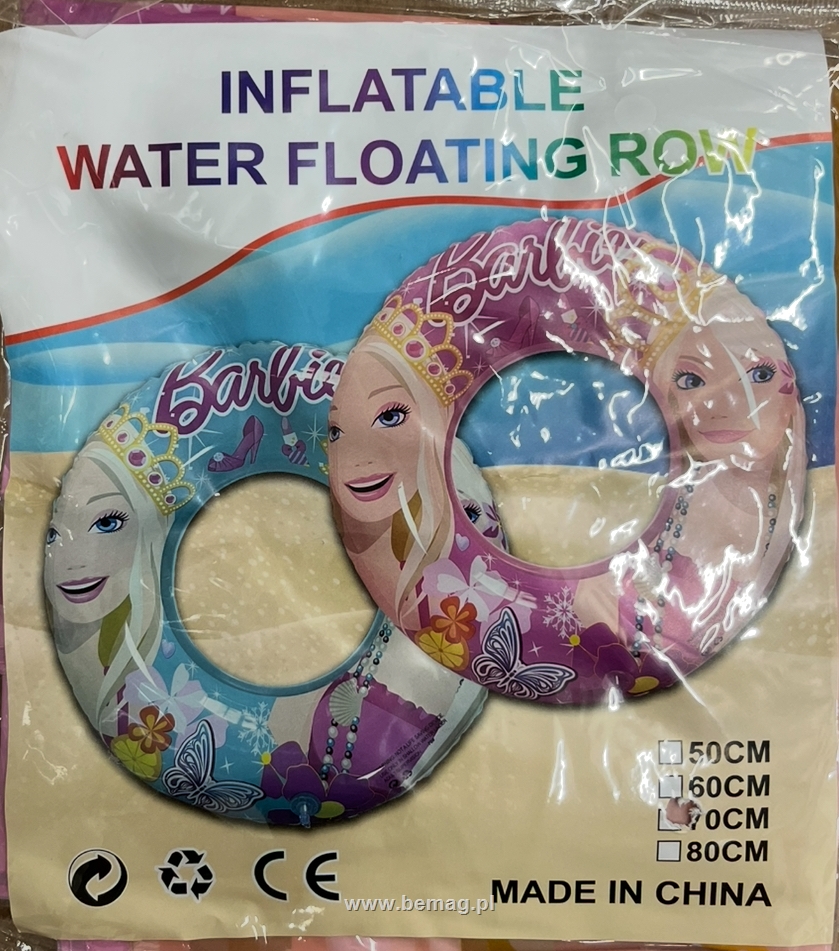 INFLATABLE
WATER FLOATING ROW
Barbie
Barbie
50CM
60CM
70CM
80CM
CE
MADE IN CHINA
www.bemag.pl